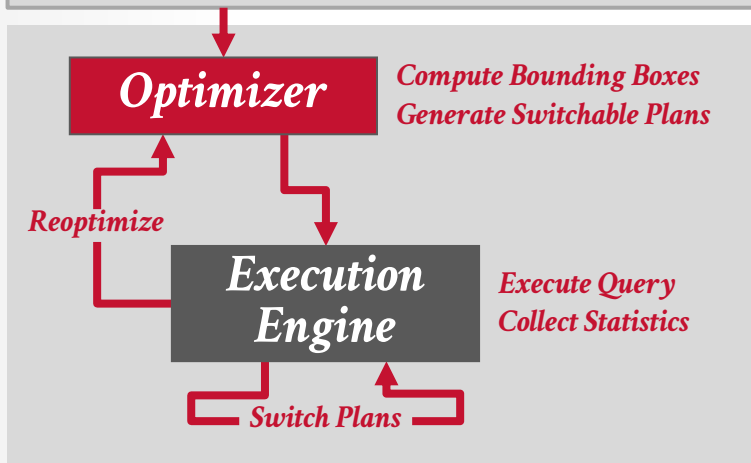 Optimizer
Compute Bounding Boxes
Generate Switchable Plans
Reoptimize
Execution
Engine
Execute Query
Collect Statistics
Switch Plans